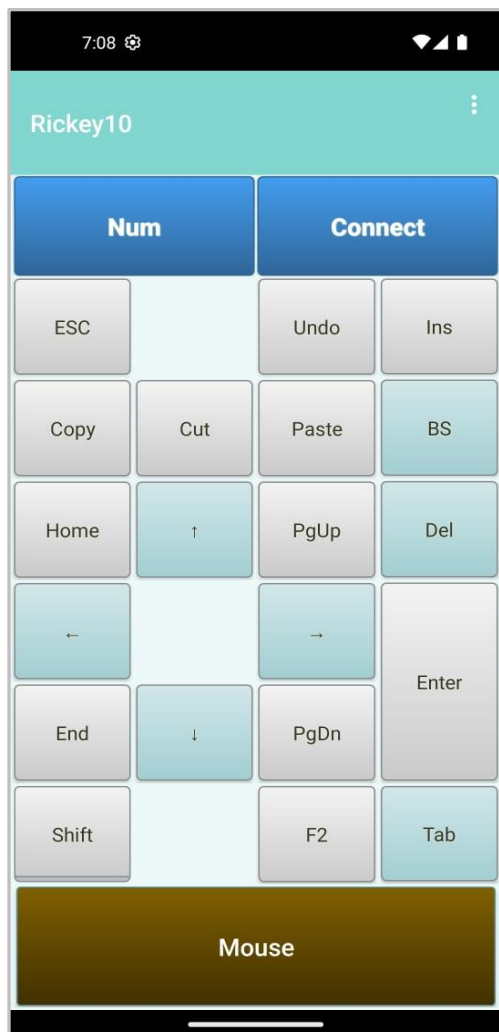 7:08
Rickey10
Num Connect
ESC Undo Ins
Copy Cut Paste BS
Home ↑ PgUp Del
← →
Enter
End ↓ PgDn
Shift F2 Tab
Mouse